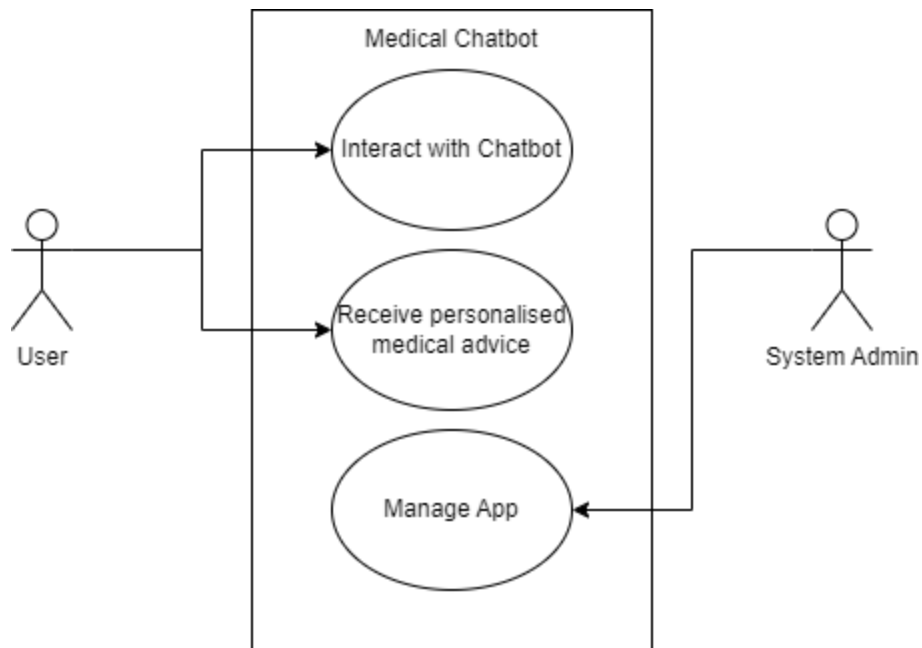 Medical Chatbot
Interact with Chatbot
Receive personalised
medical advice
User
System Admin
Manage App